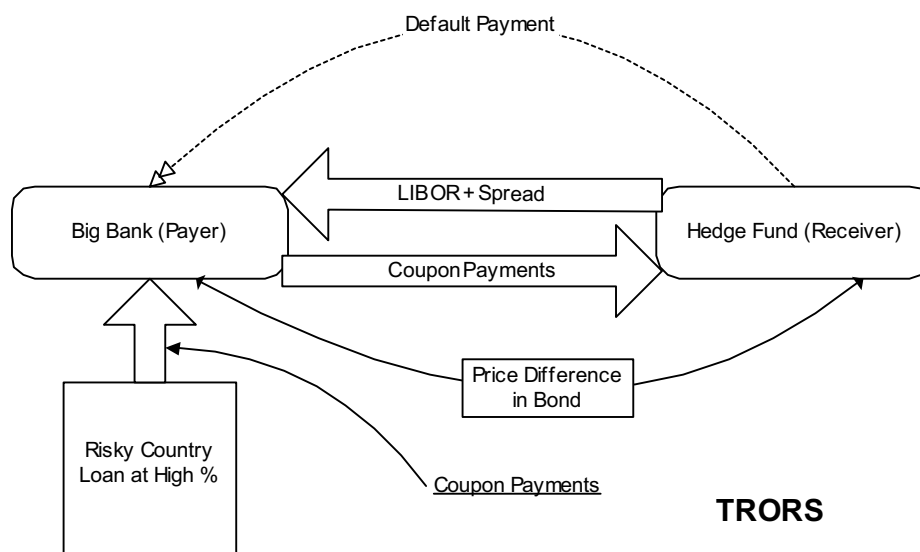 Default Payment
LIBOR + Spread
Big Bank (Payer)
Hedge Fund (Receiver)
Coupon Payments
Price Difference
in Bond
Risky Country
Loan at High %
Coupon Payments
TRORS